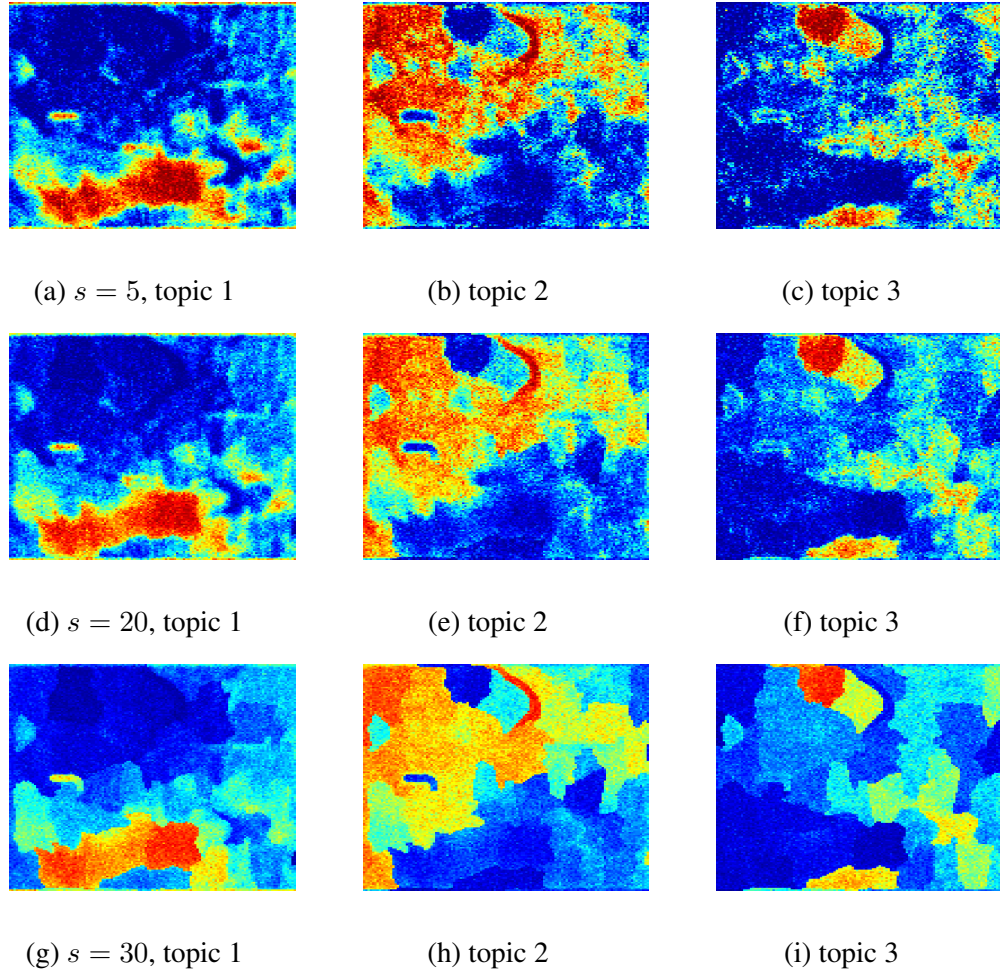 (a) s = 5, topic 1 (b) topic 2 (c) topic 3
(d) s = 20, topic 1 (e) topic 2 (f) topic 3
(g) s = 30, topic 1 (h) topic 2 (i) topic 3